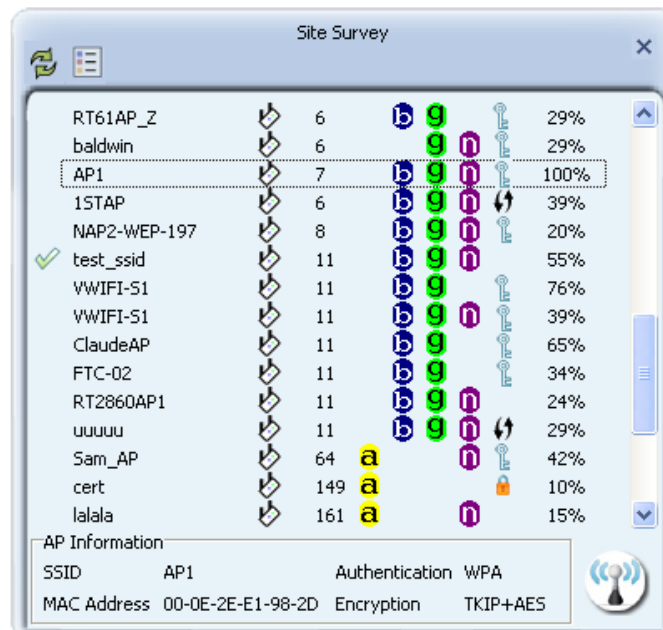 Site Survey
RT61AP_Z 6 b g 29%
baldwin 6 g n 29%
AP1 7 b g n 100%
1STAP 6 b g n 39%
NAP2-WEP-197 8 b g n 20%
test_ssid 11 b g n 55%
VWIFI-S1 11 b g 76%
VWIFI-S1 11 b g n 39%
ClaudeAP 11 b g 65%
FTC-02 11 b g 34%
RT2860AP1 11 b g n 24%
uuuuu 11 b g n 29%
Sam_AP 64 a n 42%
cert 149 a 10%
lalala 161 a n 15%
AP Information
SSID AP1 Authentication WPA
MAC Address 00-0E-2E-E1-98-2D Encryption TKIP+AES